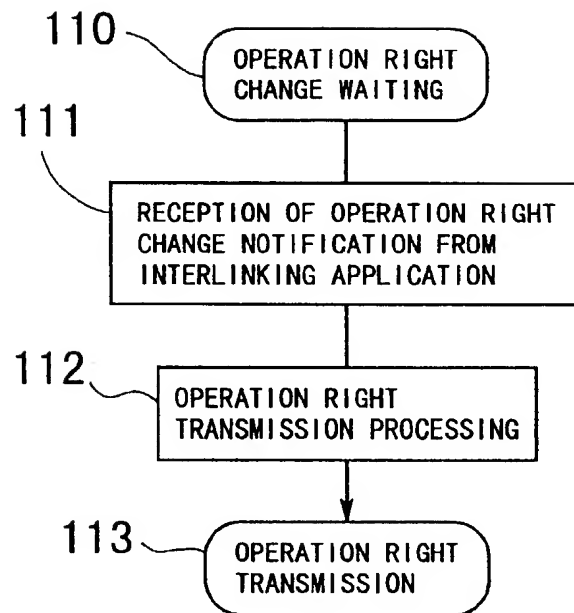 110
OPERATION RIGHT
CHANGE WAITING
111
RECEPTION OF OPERATION RIGHT
CHANGE NOTIFICATION FROM
INTERLINKING APPLICATION
112
OPERATION RIGHT
TRANSMISSION PROCESSING
113
OPERATION RIGHT
TRANSMISSION